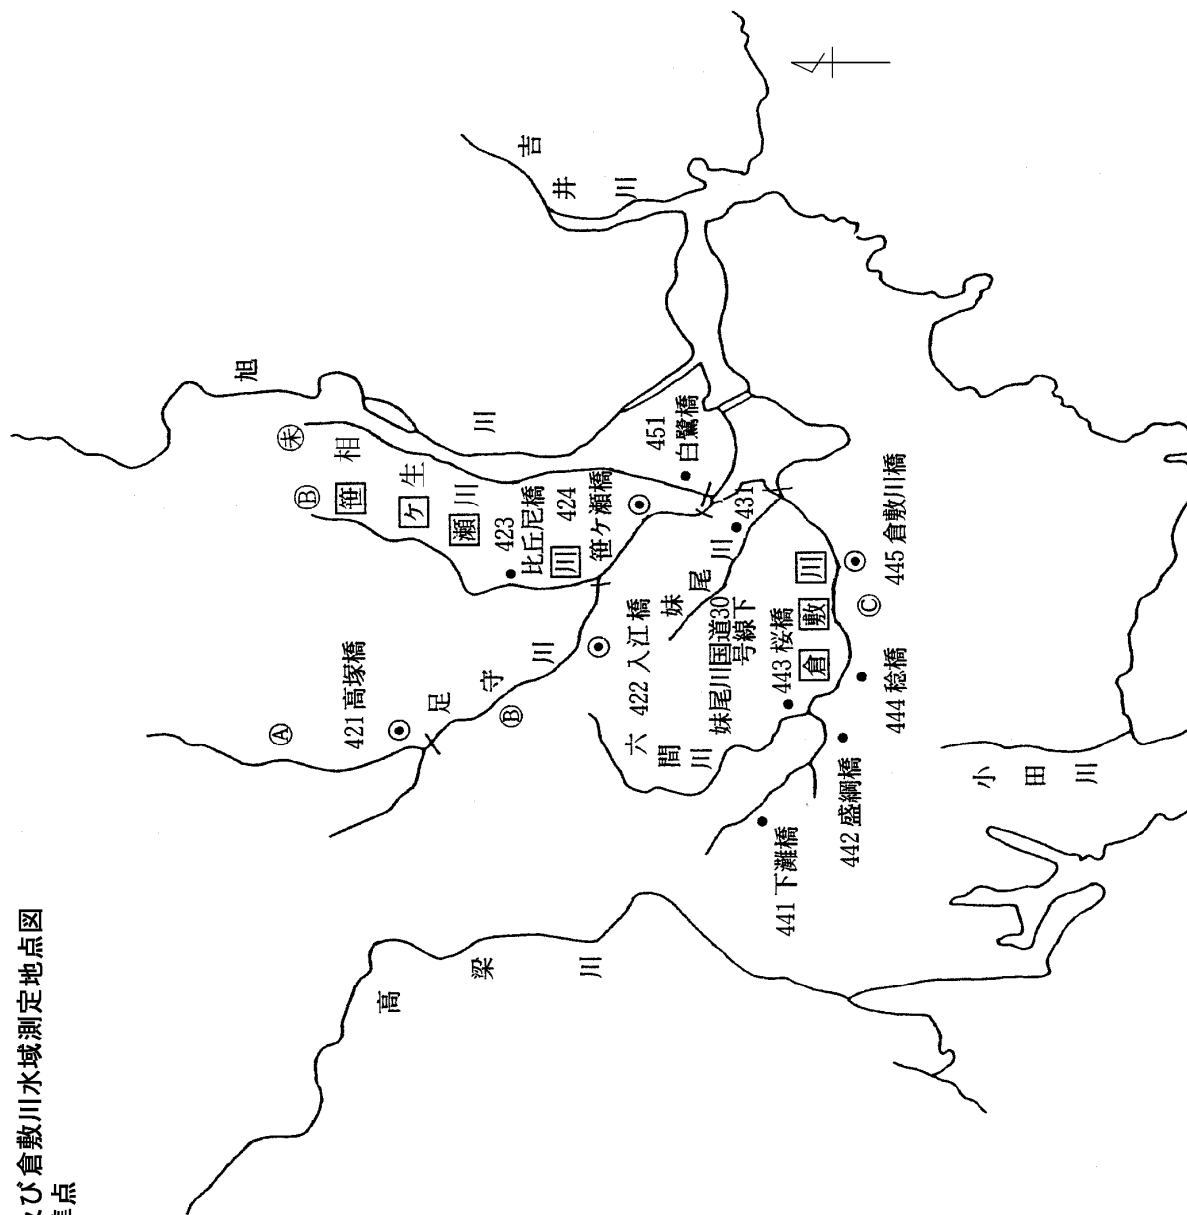 び倉敷川水域測定地点図
点
吉井川
旭川
㊍
相生川
Ⓑ
笹ケ瀬川
423
比丘尼橋
424
笹ケ瀬橋
451
白鷺橋
Ⓐ
421 高塚橋
足守川
Ⓑ
422 入江橋
妹尾川
431
妹尾川国道30
号線下
六間川
443 桜橋
倉敷川
Ⓒ
445 倉敷川橋
444 稔橋
442 盛綱橋
441 下灘橋
小田川
高梁川